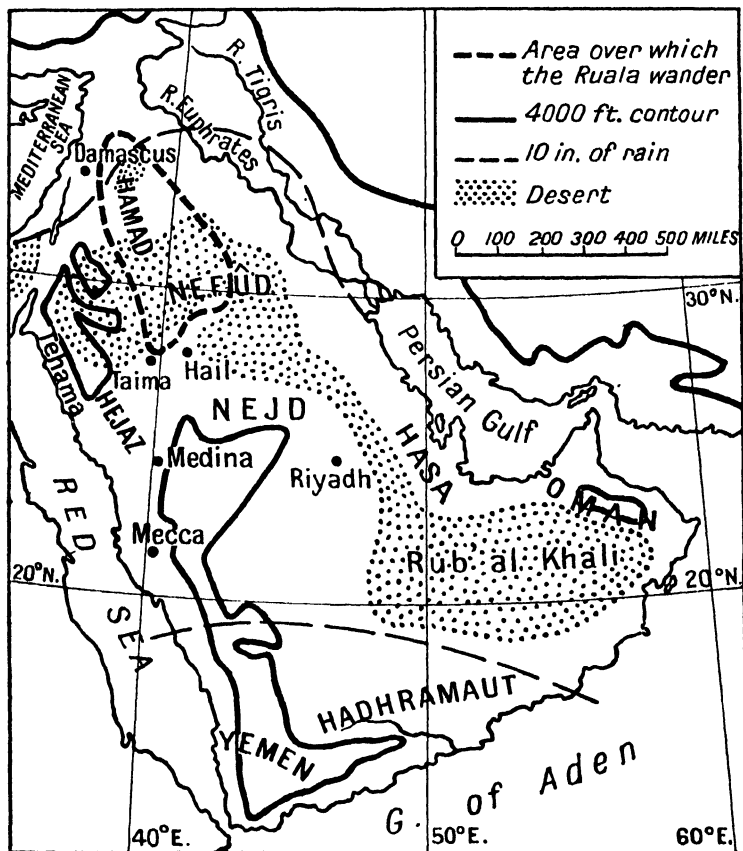 Area over which
the Ruala wander
4000 ft. contour
10 in. of rain
Desert
0 100 200 300 400 500 MILES
R. Tigris
R. Euphrates
MEDITERRANEAN
SEA
Damascus
HAMAD
NEFÛD
30°N.
Tehama
Taima
Hail
HEJAZ
NEJD
Persian Gulf
HASA
Medina
Riyadh
OMAN
RED
SEA
Mecca
Rub' al Khali
20°N.
20°N.
HADHRAMAUT
YEMEN
G. of Aden
40°E.
50°E.
60°E.